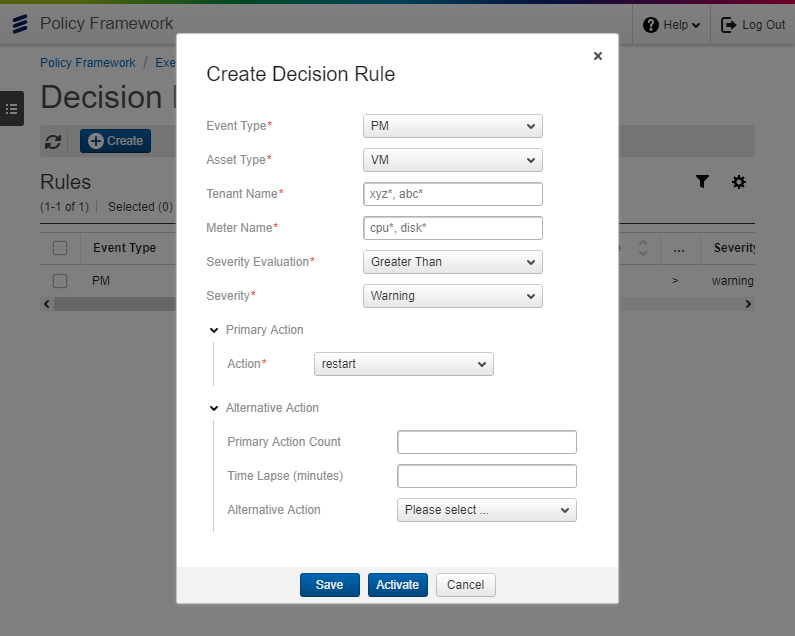 Policy Framework
Help
Log Out
Policy Framework / Exe
Decision
Create
Rules
(1-1 of 1) | Selected (0)
Event Type
...
Severity
PM
>
warning
Create Decision Rule
Event Type*
PM
Asset Type*
VM
Tenant Name*
xyz*, abc*
Meter Name*
cpu*, disk*
Severity Evaluation*
Greater Than
Severity*
Warning
Primary Action
Action*
restart
Alternative Action
Primary Action Count
Time Lapse (minutes)
Alternative Action
Please select ...
Save
Activate
Cancel